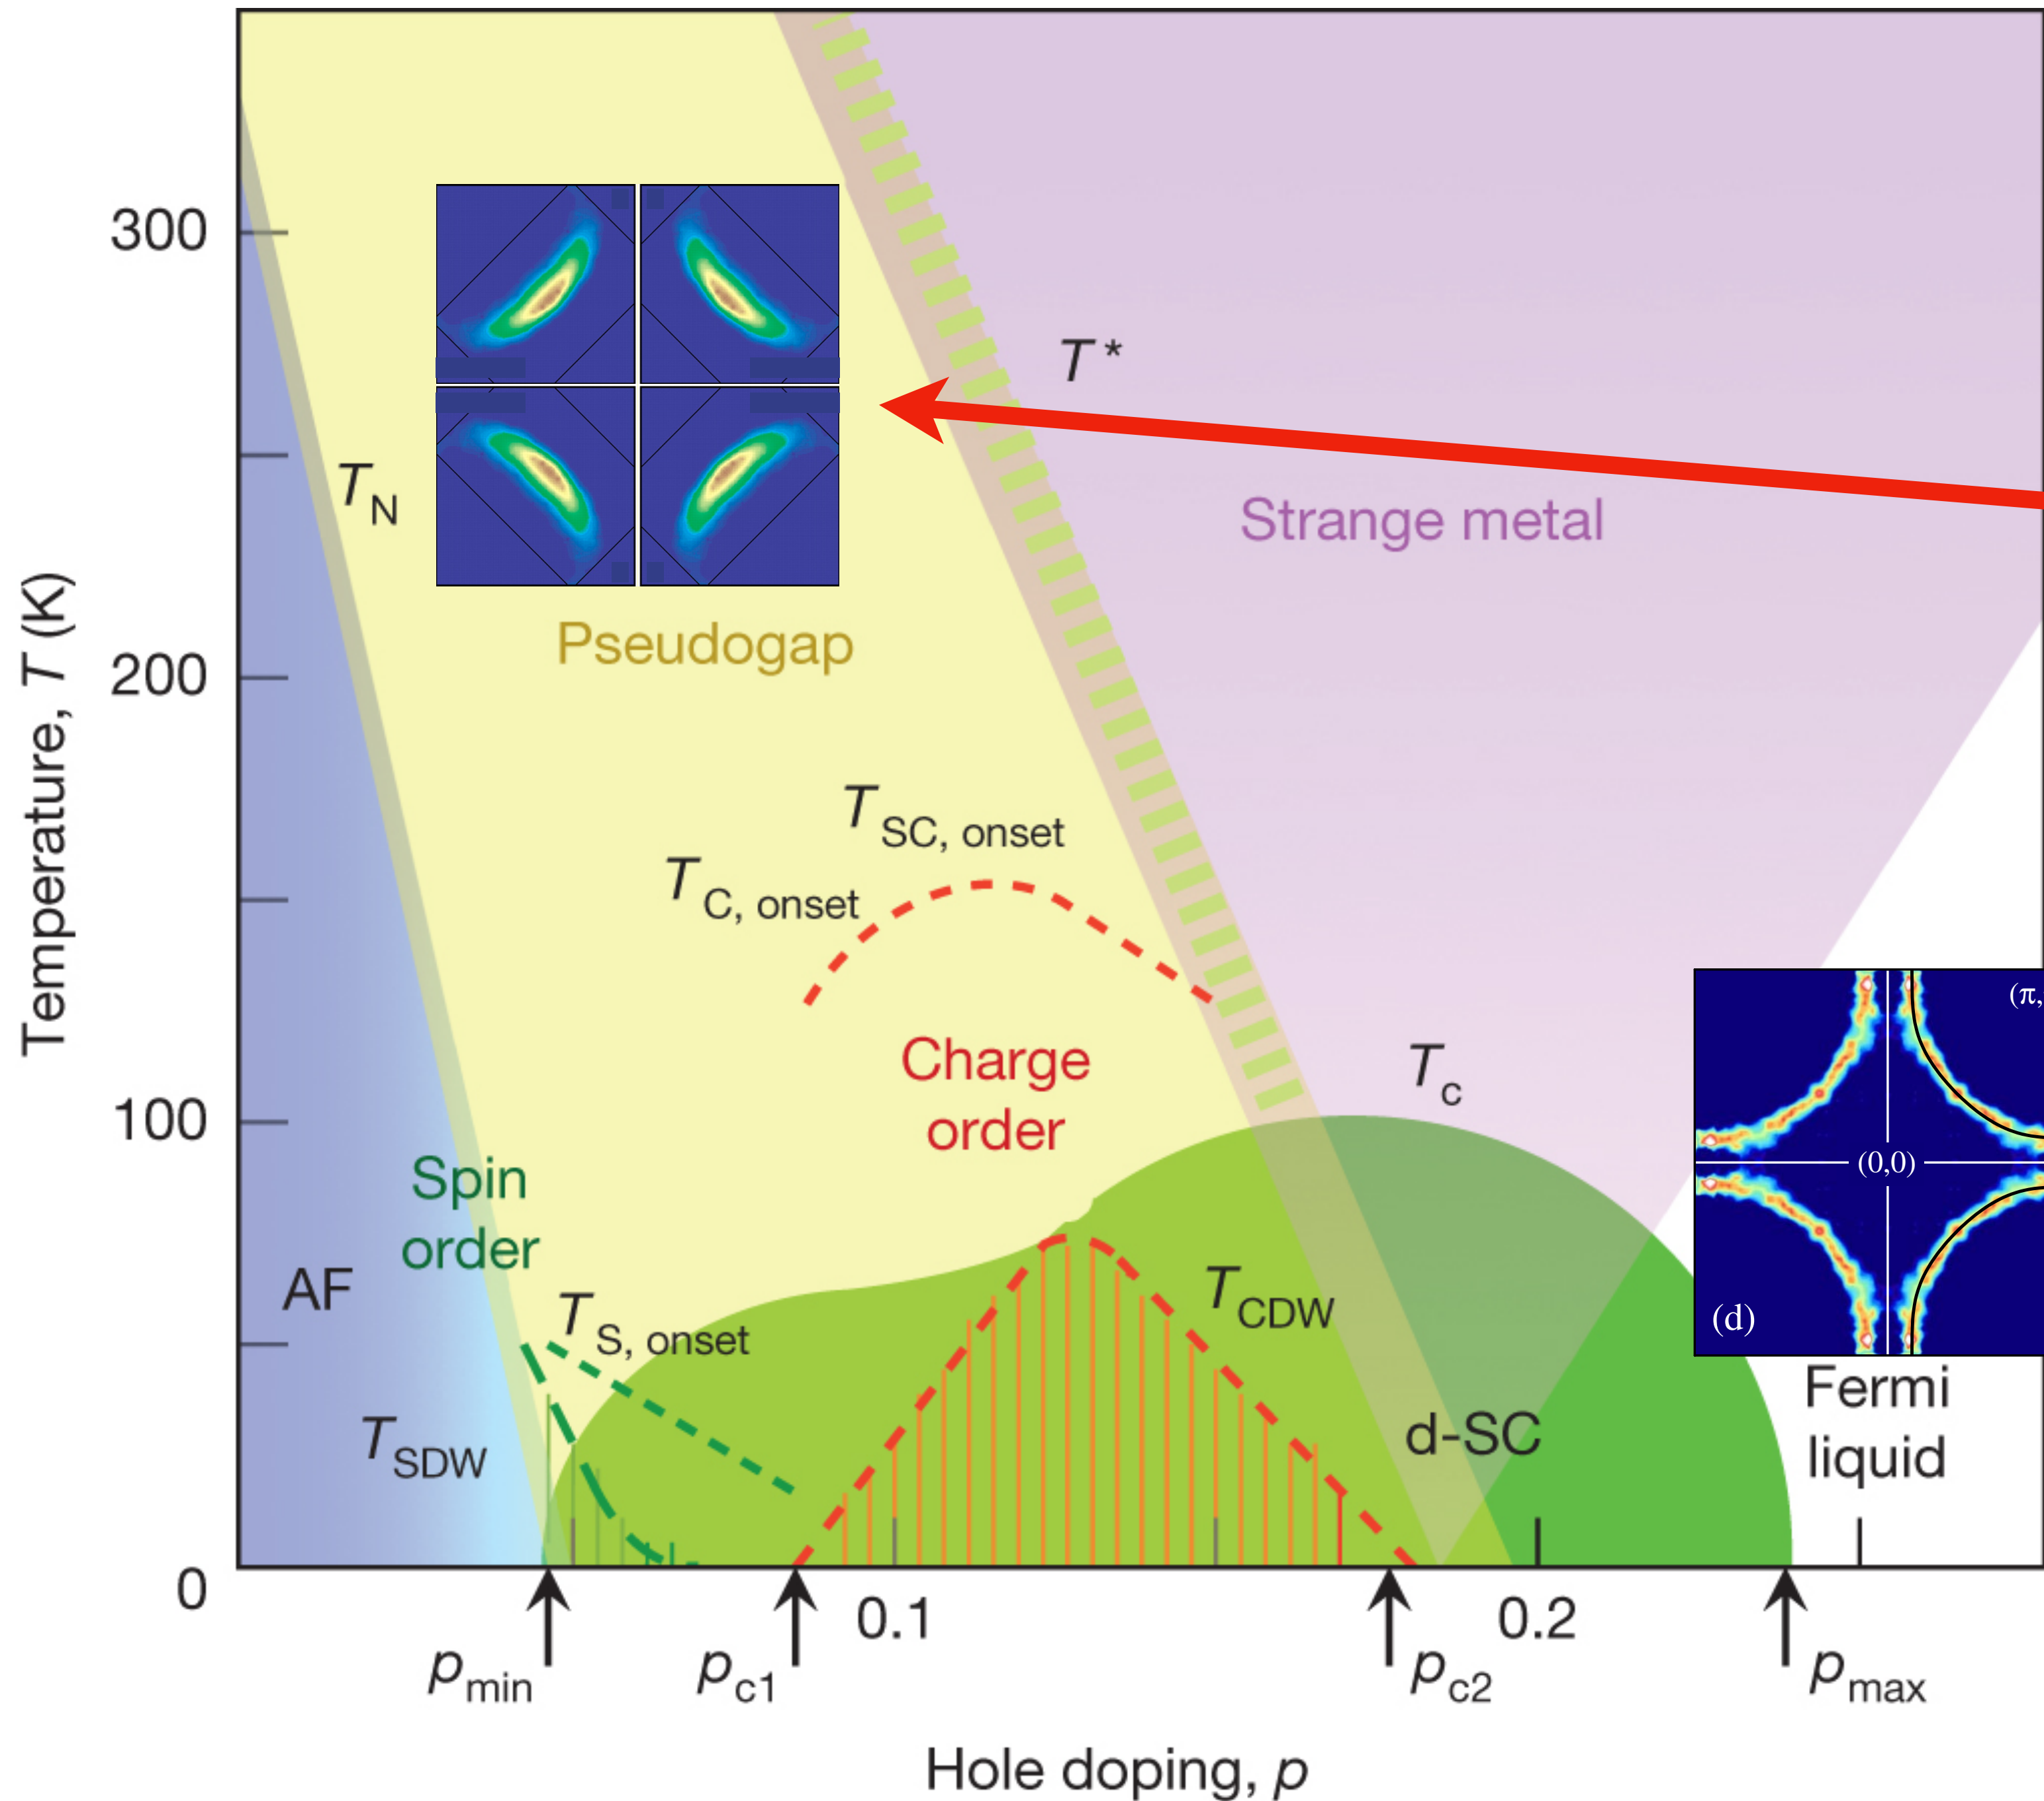 300
T*
Strange metal
T_N
Pseudogap
200
Temperature, T (K)
T_SC, onset
T_C, onset
(π,
Charge
order
T_c
100
(0,0)
Spin
order
AF
T_S, onset
T_CDW
(d)
Fermi
liquid
T_SDW
d-SC
0
0.1
0.2
p_min
p_c1
p_c2
p_max
Hole doping, p